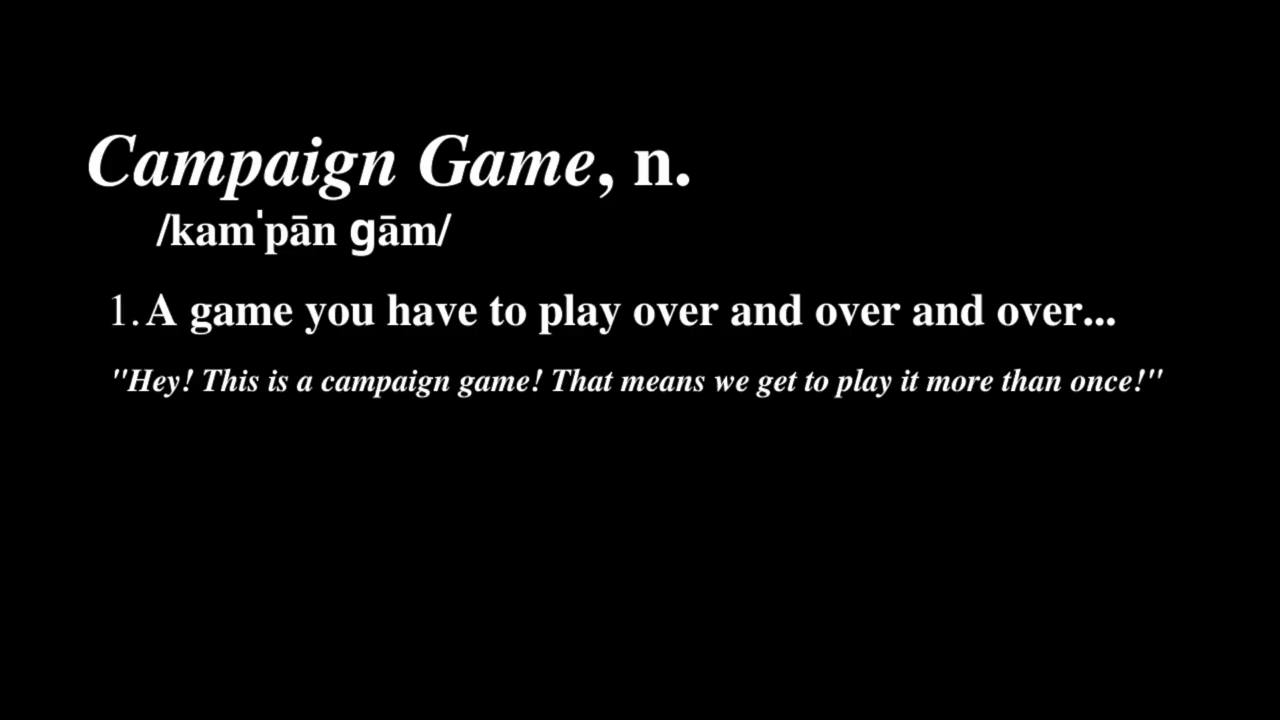 Campaign Game, n.
/kamˈpān ɡām/
1. A game you have to play over and over and over...
"Hey! This is a campaign game! That means we get to play it more than once!"